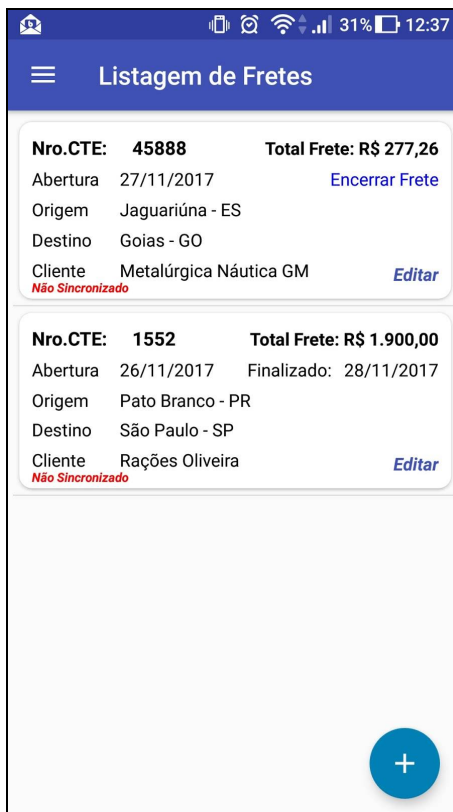 31% 12:37
Listagem de Fretes
Nro.CTE: 45888 Total Frete: R$ 277,26
Abertura 27/11/2017 Encerrar Frete
Origem Jaguariúna - ES
Destino Goias - GO
Cliente Metalúrgica Náutica GM Editar
Não Sincronizado
Nro.CTE: 1552 Total Frete: R$ 1.900,00
Abertura 26/11/2017 Finalizado: 28/11/2017
Origem Pato Branco - PR
Destino São Paulo - SP
Cliente Rações Oliveira Editar
Não Sincronizado
+